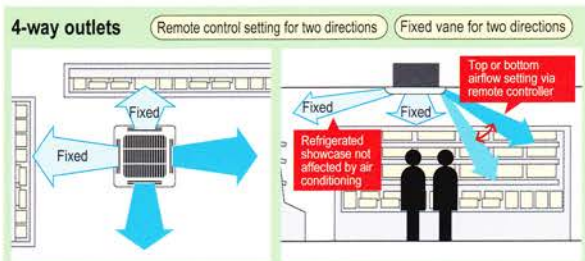 4-way outlets
Remote control setting for two directions
Fixed vane for two directions
Fixed
Fixed
Fixed
Fixed
Top or bottom
airflow setting via
remote controller
Refrigerated
showcase not
affected by air
conditioning